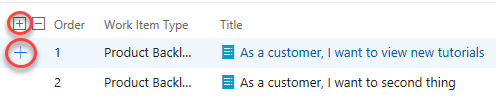 Order Work Item Type Title
1 Product Backl... As a customer, I want to view new tutorials
2 Product Backl... As a customer, I want to second thing